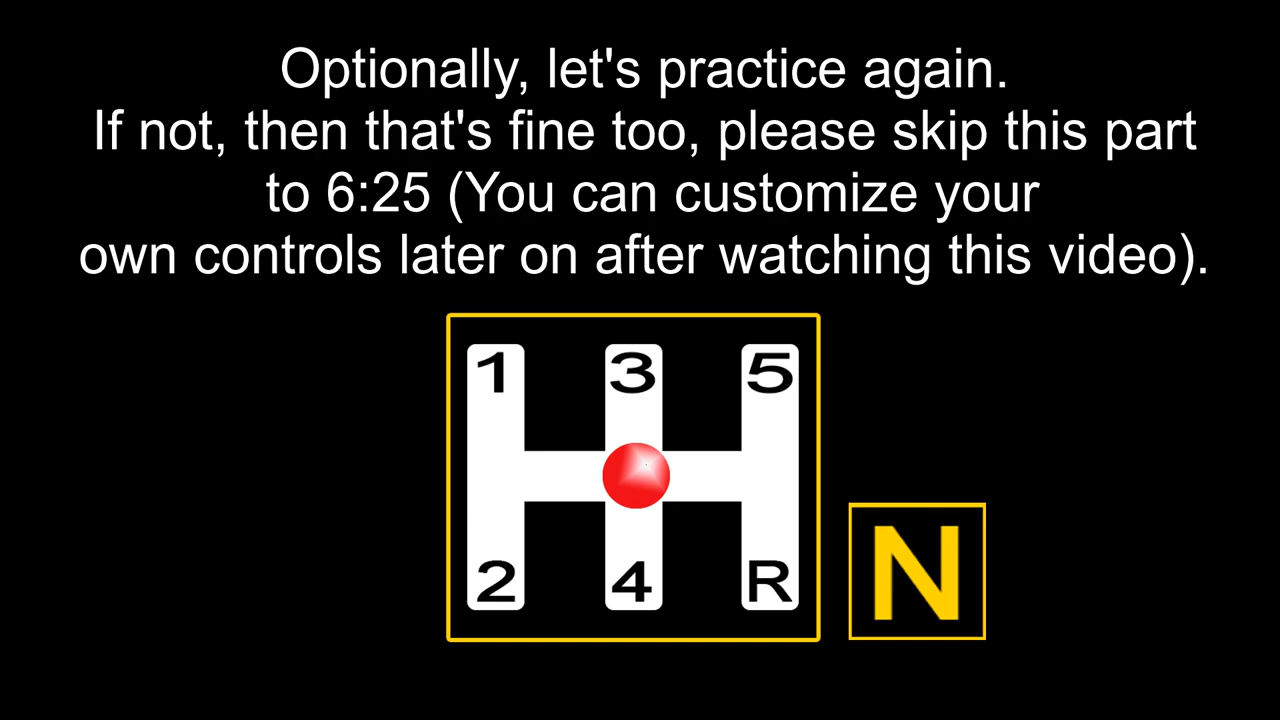 Optionally, let's practice again.
If not, then that's fine too, please skip this part
to 6:25 (You can customize your
own controls later on after watching this video).
1 3 5
2 4 R
N